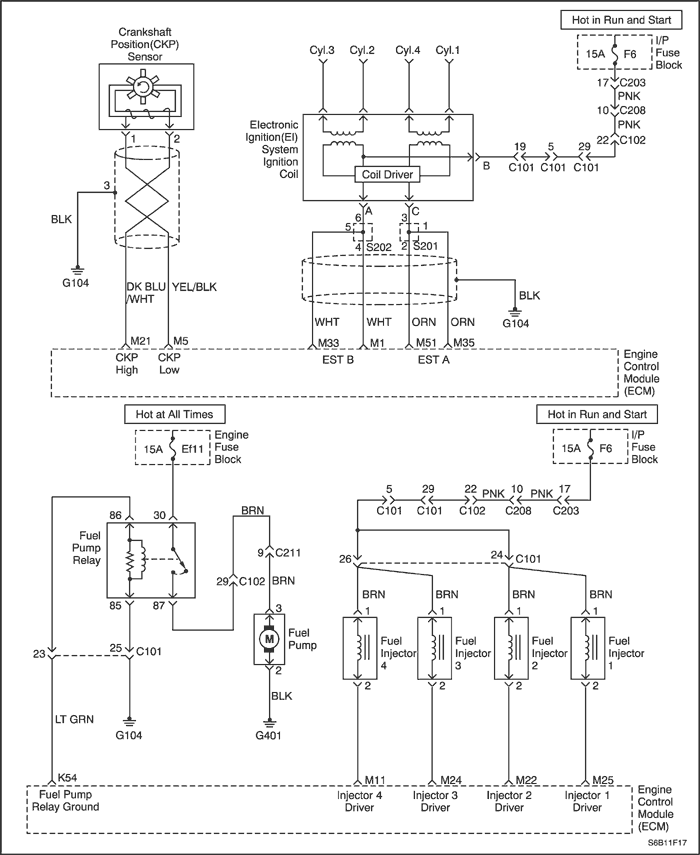 Hot in Run and Start
Crankshaft
Position(CKP)
Sensor
Cyl.3
Cyl.2
Cyl.4
Cyl.1
15A
F6
I/P
Fuse
Block
17
C203
PNK
10
C208
PNK
22
C102
Electronic
Ignition(EI)
System
Ignition
Coil
Coil Driver
B
19
C101
5
C101
29
C101
1
2
3
BLK
G104
A
C
6
5
4
S202
3
1
2
S201
BLK
G104
DK BLU
/WHT
YEL/BLK
WHT
WHT
ORN
ORN
M21
M5
M33
M1
M51
M35
CKP
High
CKP
Low
EST B
EST A
Engine
Control
Module
(ECM)
Hot at All Times
Hot in Run and Start
15A
Ef11
Engine
Fuse
Block
15A
F6
I/P
Fuse
Block
5
C101
29
C101
22
C102
PNK
10
C208
PNK
17
C203
86
30
BRN
Fuel
Pump
Relay
9
C211
29
C102
BRN
85
87
26
24
C101
BRN
BRN
BRN
BRN
3
M
Fuel
Pump
2
BLK
G401
1
1
1
1
Fuel
Injector
4
Fuel
Injector
3
Fuel
Injector
2
Fuel
Injector
1
2
2
2
2
23
25
C101
LT GRN
G104
K54
M11
M24
M22
M25
Fuel Pump
Relay Ground
Injector 4
Driver
Injector 3
Driver
Injector 2
Driver
Injector 1
Driver
Engine
Control
Module
(ECM)
S6B11F17